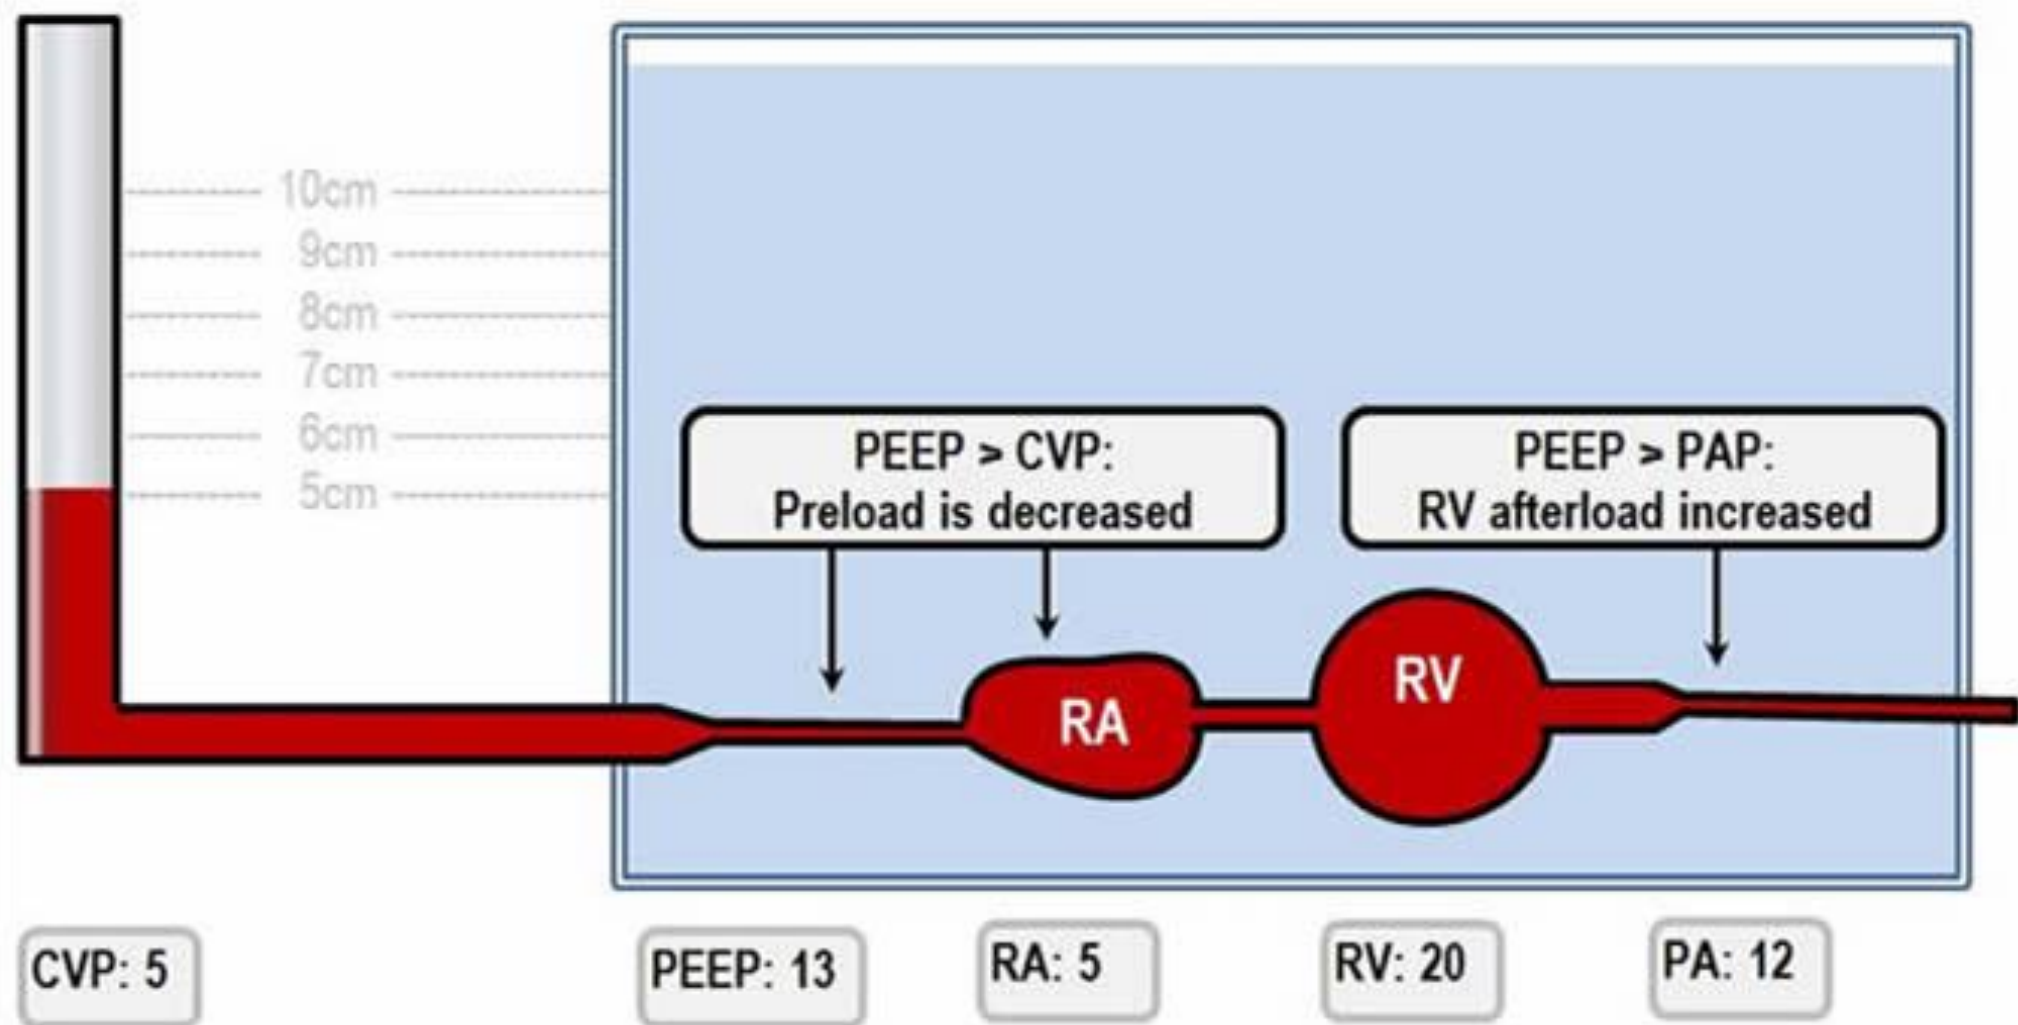 10cm
9cm
8cm
7cm
6cm
5cm
PEEP > CVP:
Preload is decreased
PEEP > PAP:
RV afterload increased
RA
RV
CVP: 5
PEEP: 13
RA: 5
RV: 20
PA: 12